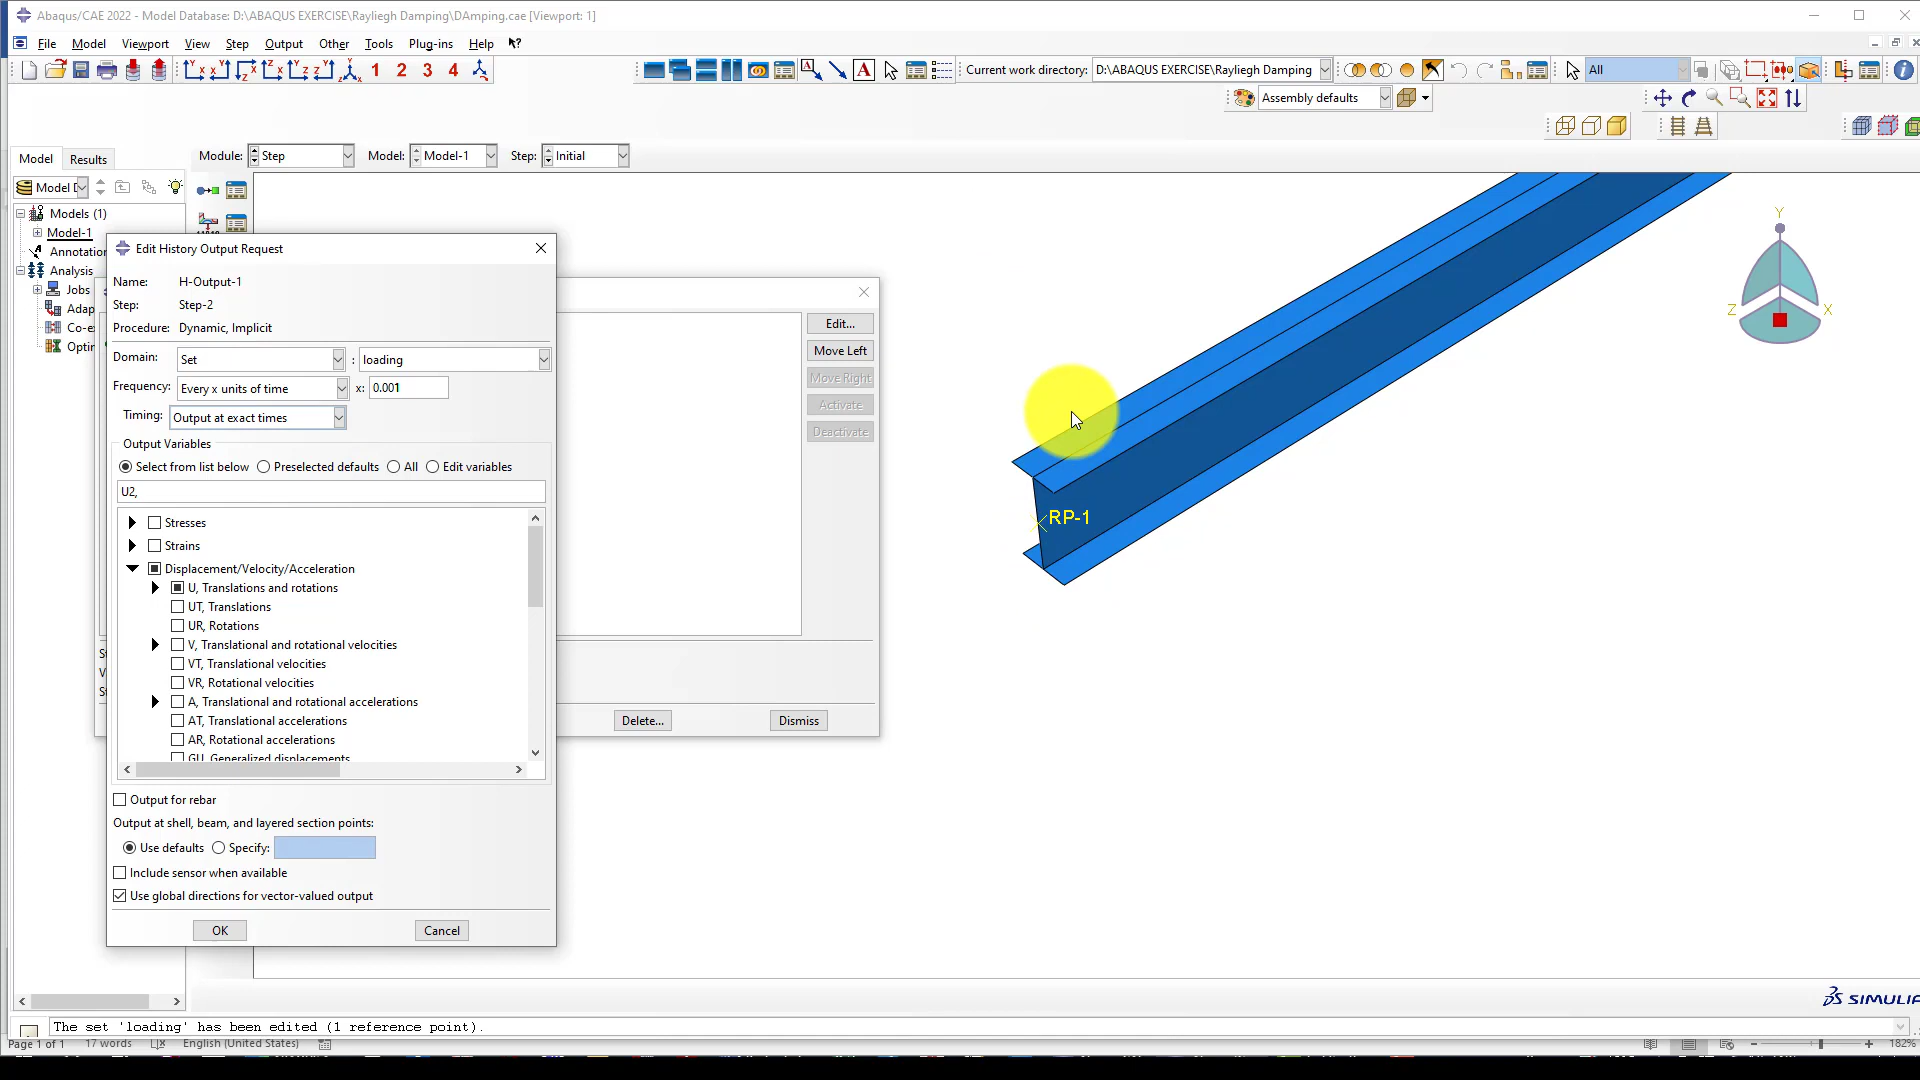 Abaqus/CAE 2022 - Model Database: D:\ABAQUS EXERCISE\Rayliegh Damping\DAmping.cae [Viewport: 1]
File Model Viewport View Step Output Other Tools Plug-ins Help
1 2 3 4
Current work directory: D:\ABAQUS EXERCISE\Rayliegh Damping
All
Assembly defaults
Model Results
Module: Step Model: Model-1 Step: Initial
Models (1)
Model-1
Annotation
Analysis
Jobs
Edit History Output Request
Name: H-Output-1
Step: Step-2
Procedure: Dynamic, Implicit
Domain: Set : loading
Frequency: Every x units of time x: 0.001
Timing: Output at exact times
Output Variables
Select from list below Preselected defaults All Edit variables
U2,
Stresses
Strains
Displacement/Velocity/Acceleration
U, Translations and rotations
UT, Translations
UR, Rotations
V, Translational and rotational velocities
VT, Translational velocities
VR, Rotational velocities
A, Translational and rotational accelerations
AT, Translational accelerations
AR, Rotational accelerations
GU, Generalized displacements
Output for rebar
Output at shell, beam, and layered section points:
Use defaults Specify:
Include sensor when available
Use global directions for vector-valued output
OK Cancel
Edit...
Move Left
Move Right
Activate
Deactivate
Delete... Dismiss
RP-1
Y
Z X
The set 'loading' has been edited (1 reference point).
Page 1 of 1 17 words English (United States) 182%